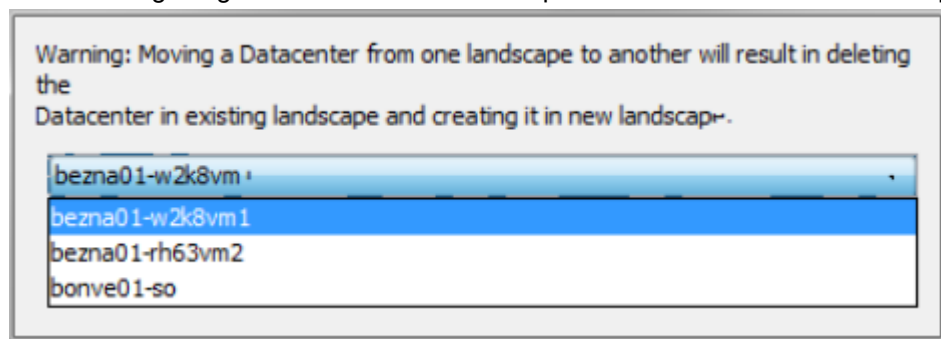 Warning: Moving a Datacenter from one landscape to another will result in deleting
the
Datacenter in existing landscape and creating it in new landscape.
bezna01-w2k8vm
bezna01-w2k8vm1
bezna01-rh63vm2
bonve01-so